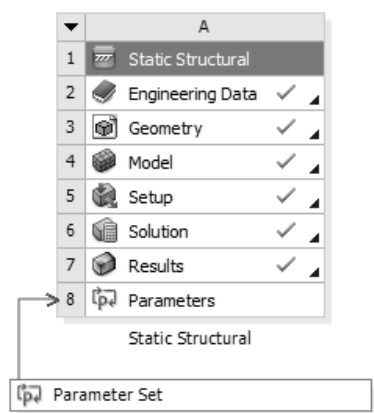 A
1 Static Structural
2 Engineering Data
3 Geometry
4 Model
5 Setup
6 Solution
7 Results
8 Parameters
Static Structural
Parameter Set